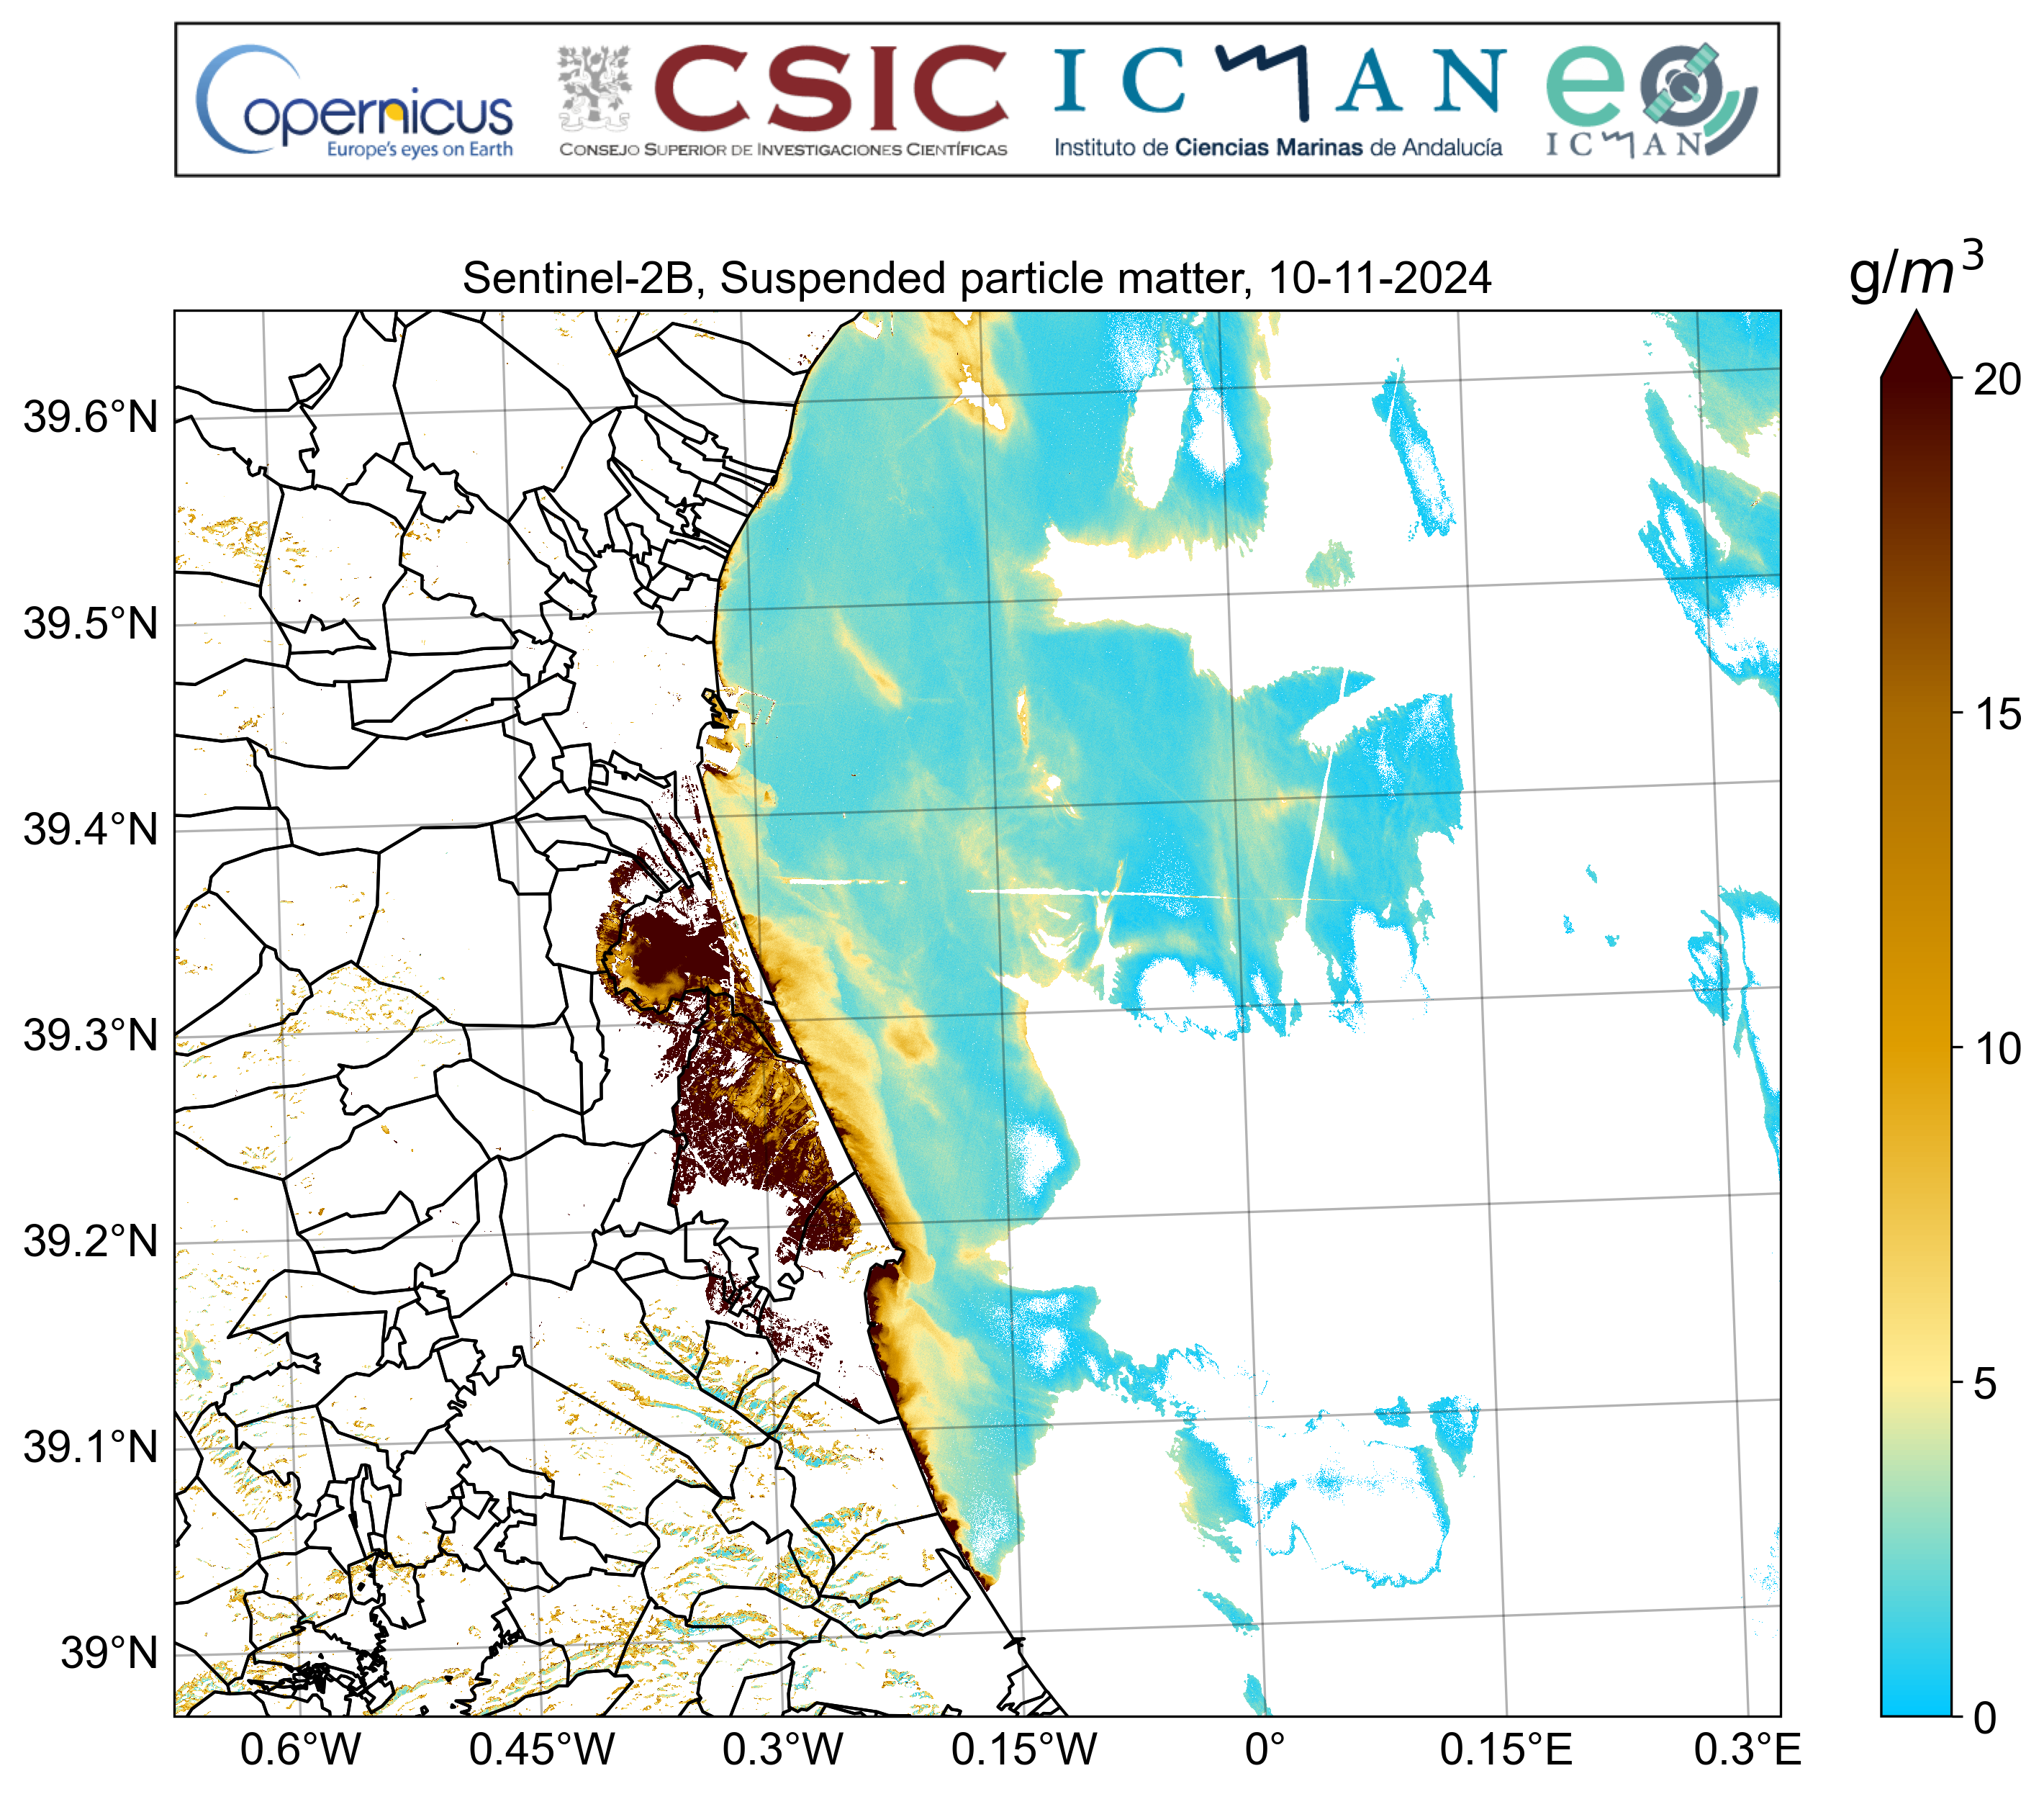 Copernicus
Europe's eyes on Earth
CSIC
CONSEJO SUPERIOR DE INVESTIGACIONES CIENTÍFICAS
ICMAN
Instituto de Ciencias Marinas de Andalucía
eo
ICMAN
Sentinel-2B, Suspended particle matter, 10-11-2024
g/m³
39.6°N
39.5°N
39.4°N
39.3°N
39.2°N
39.1°N
39°N
0.6°W
0.45°W
0.3°W
0.15°W
0°
0.15°E
0.3°E
20
15
10
5
0